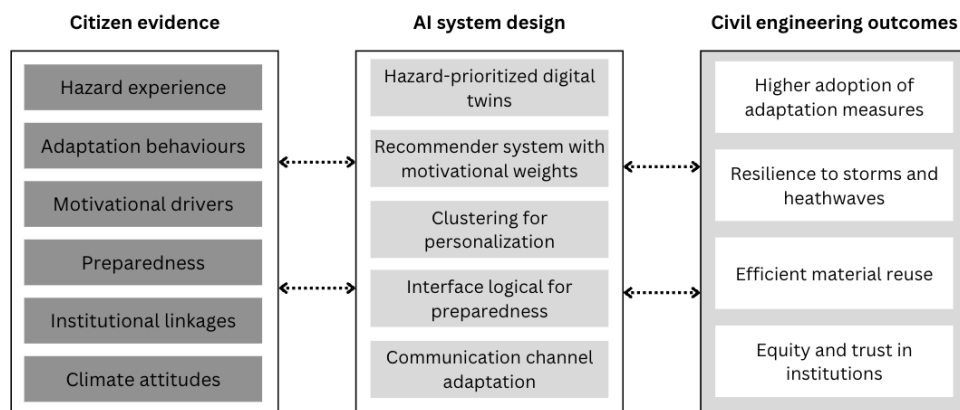 Citizen evidence
Hazard experience
Adaptation behaviours
Motivational drivers
Preparedness
Institutional linkages
Climate attitudes
AI system design
Hazard-prioritized digital
twins
Recommender system with
motivational weights
Clustering for
personalization
Interface logical for
preparedness
Communication channel
adaptation
Civil engineering outcomes
Higher adoption of
adaptation measures
Resilience to storms and
heathwaves
Efficient material reuse
Equity and trust in
institutions